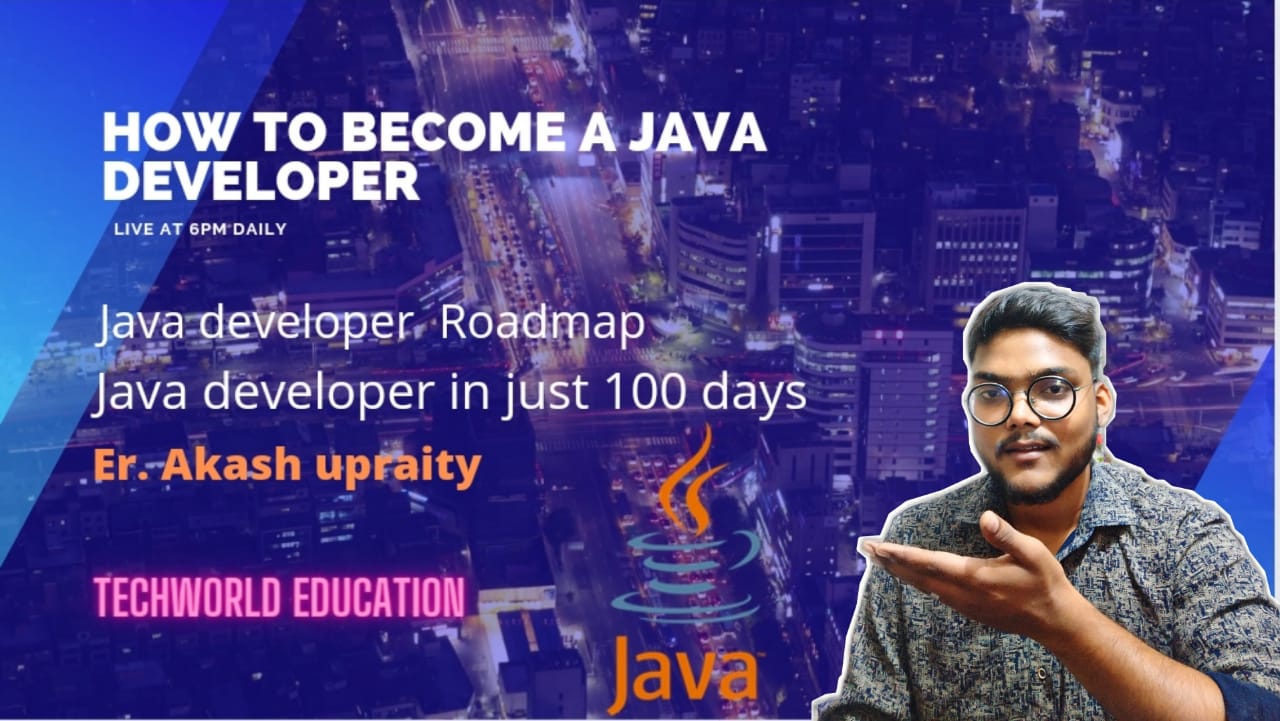 HOW TO BECOME A JAVA
DEVELOPER
LIVE AT 6PM DAILY
Java developer Roadmap
Java developer in just 100 days
Er. Akash upraity
TECHWORLD EDUCATION
Java™